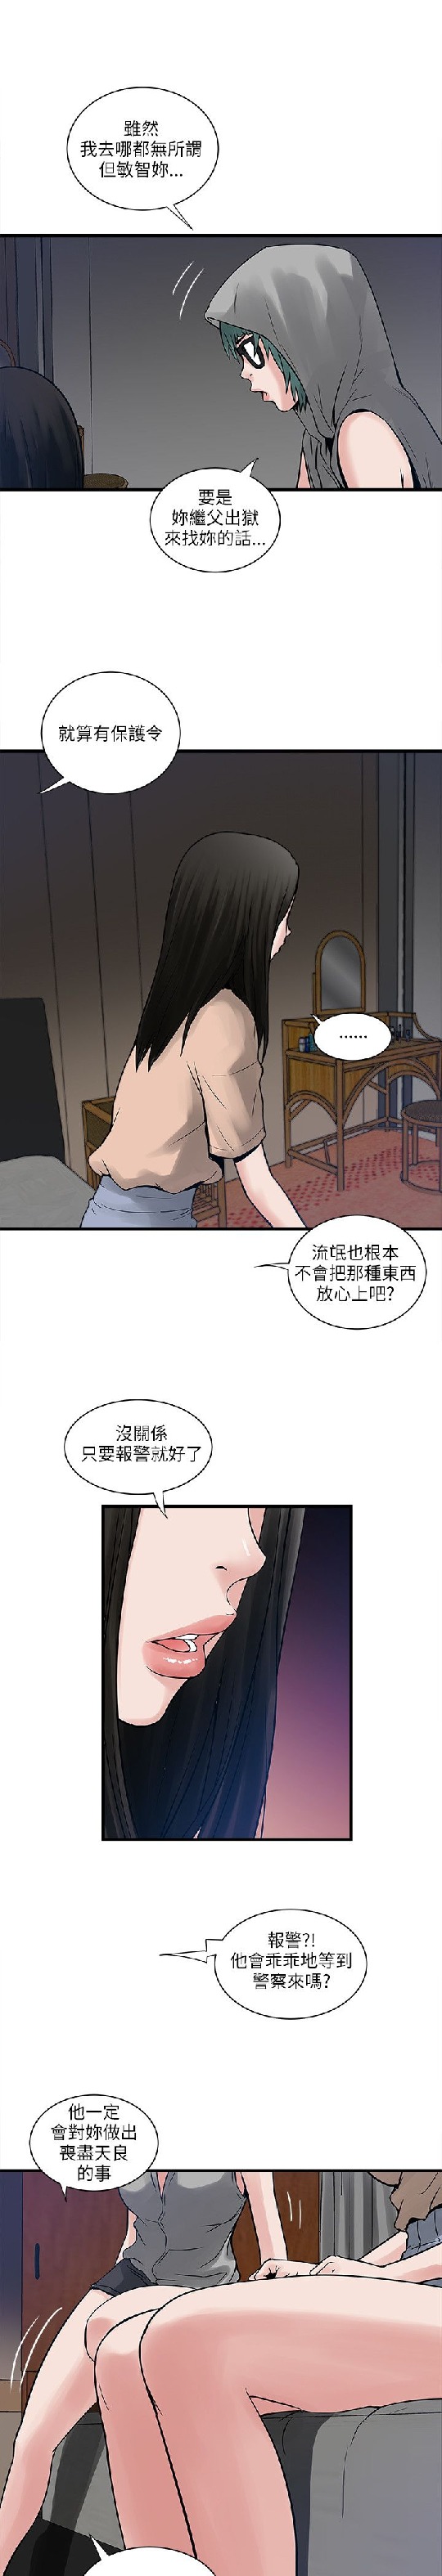 雖然
我去哪都無所謂
但敏智妳...
要是
妳繼父出獄
來找妳的話...
就算有保護令
......
流氓也根本
不會把那種東西
放心上吧?
沒關係
只要報警就好了
報警?!
他會乖乖地等到
警察來嗎?
他一定
會對妳做出
喪盡天良
的事